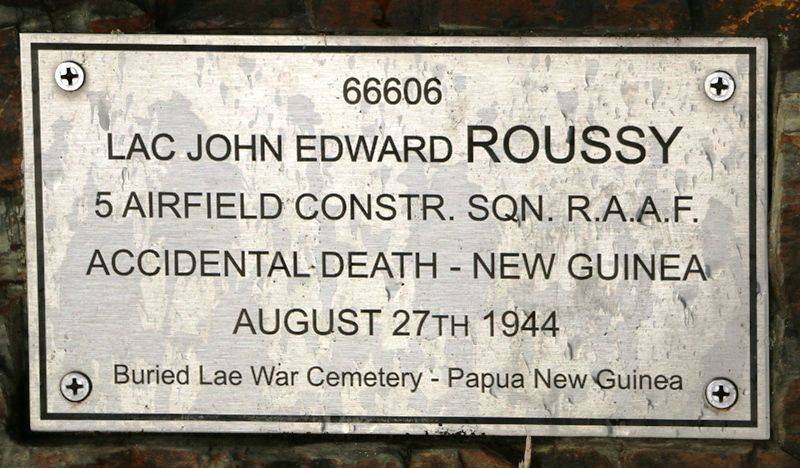 66606
LAC JOHN EDWARD ROUSSY
5 AIRFIELD CONSTR. SQN. R.A.A.F.
ACCIDENTAL DEATH - NEW GUINEA
AUGUST 27TH 1944
Buried Lae War Cemetery - Papua New Guinea